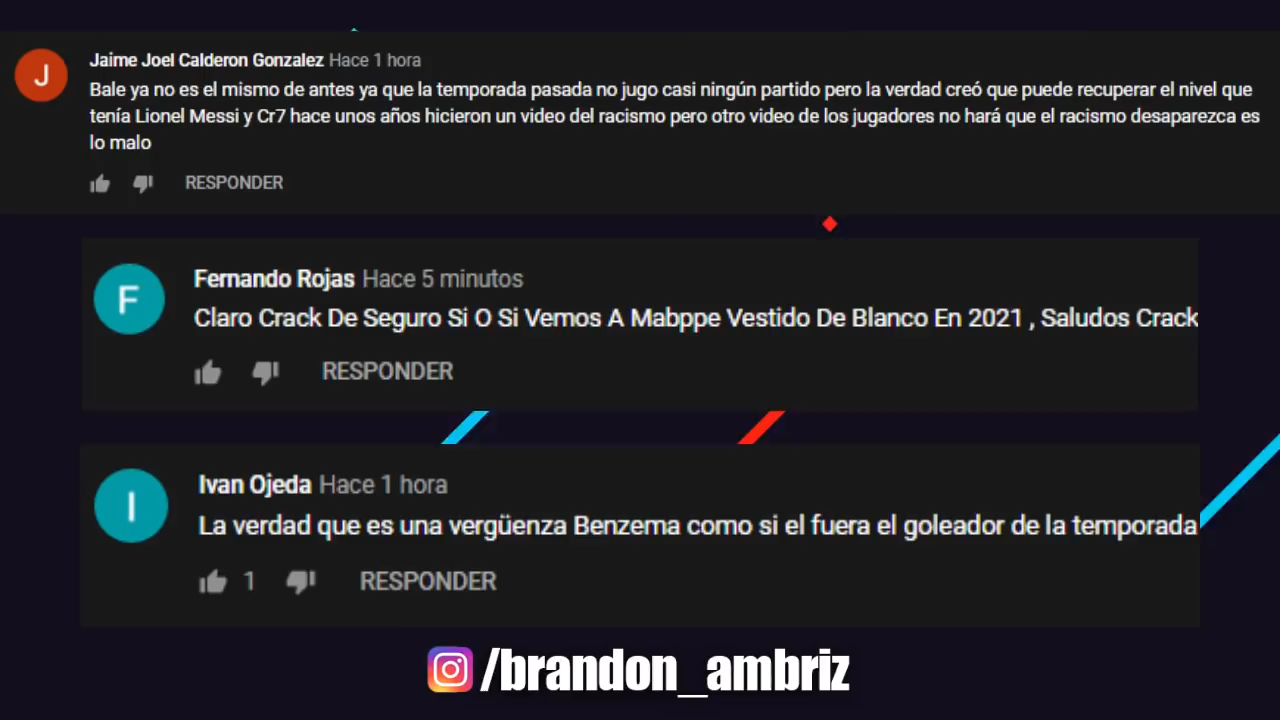 J
Jaime Joel Calderon Gonzalez Hace 1 hora
Bale ya no es el mismo de antes ya que la temporada pasada no jugo casi ningún partido pero la verdad creó que puede recuperar el nivel que
tenía Lionel Messi y Cr7 hace unos años hicieron un video del racismo pero otro video de los jugadores no hará que el racismo desaparezca es
lo malo
RESPONDER
F
Fernando Rojas Hace 5 minutos
Claro Crack De Seguro Si O Si Vemos A Mabppe Vestido De Blanco En 2021 , Saludos Crack
RESPONDER
I
Ivan Ojeda Hace 1 hora
La verdad que es una vergüenza Benzema como si el fuera el goleador de la temporada
1 RESPONDER
/brandon_ambriz